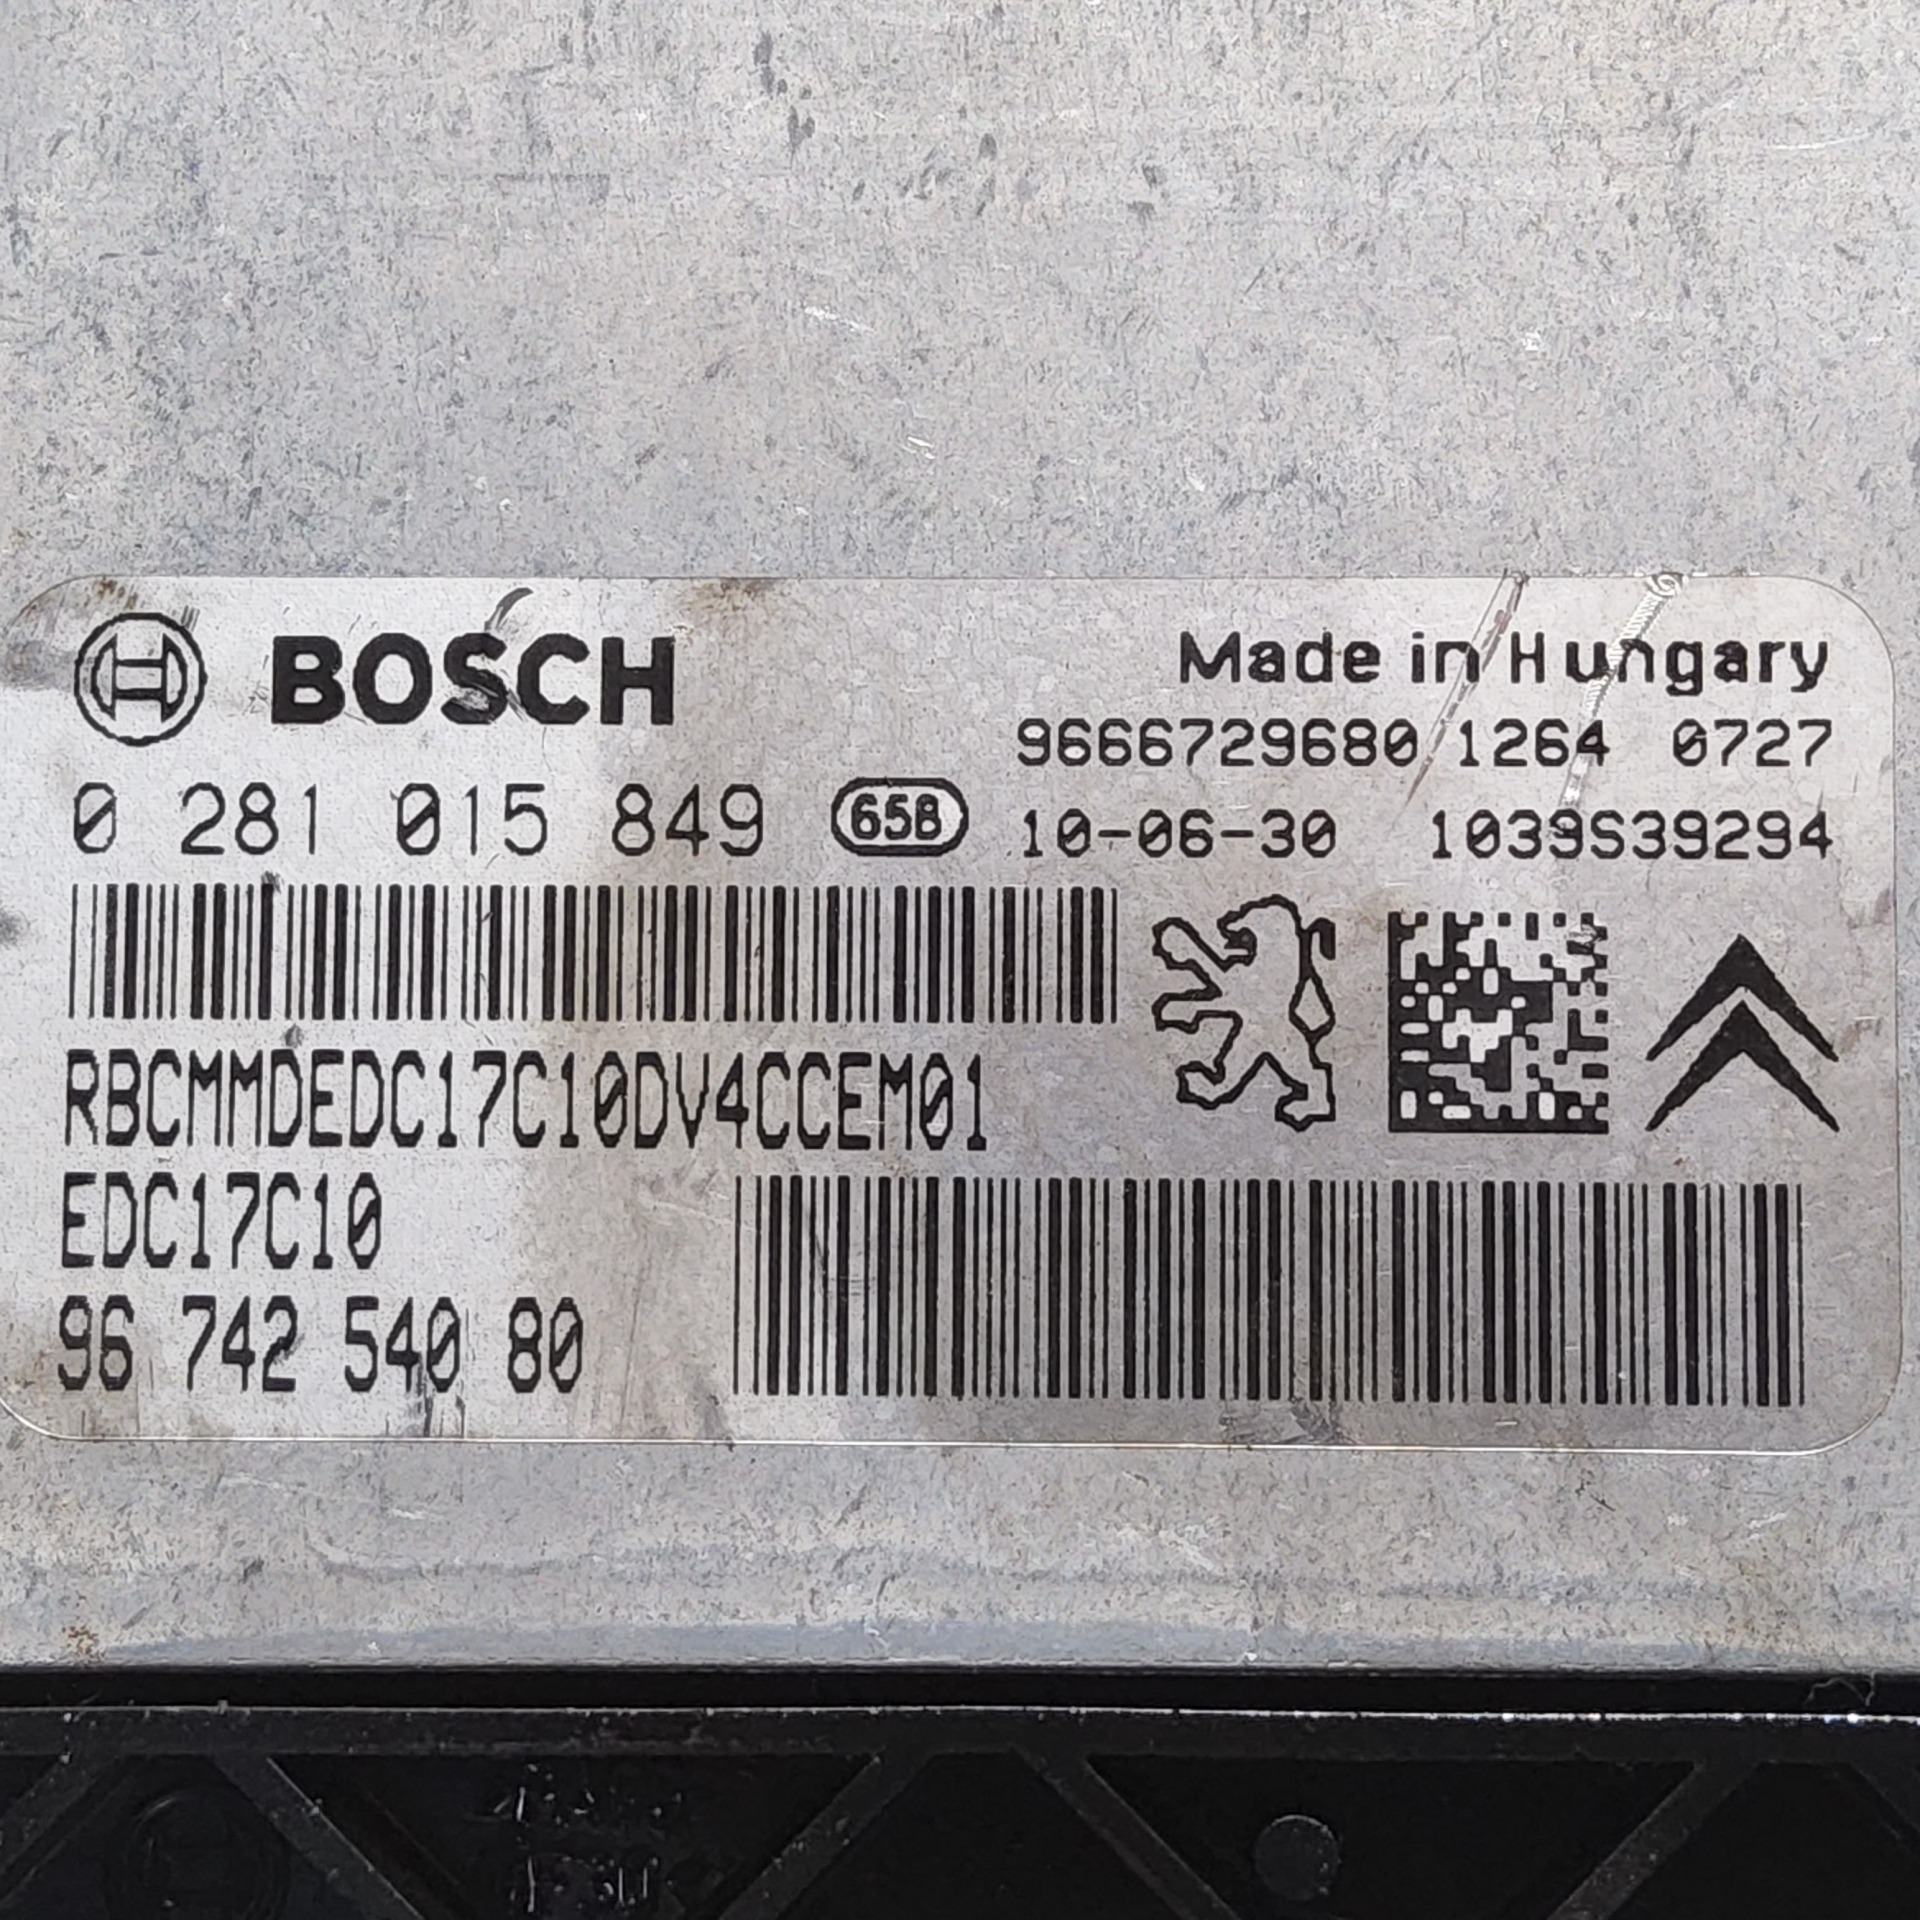 BOSCH
Made in Hungary
9666729680 1264 0727
0 281 015 849 65B 10-06-30 1039S39294
RBCMMDEDC17C10DV4CCEM01
EDC17C10
96 742 540 80